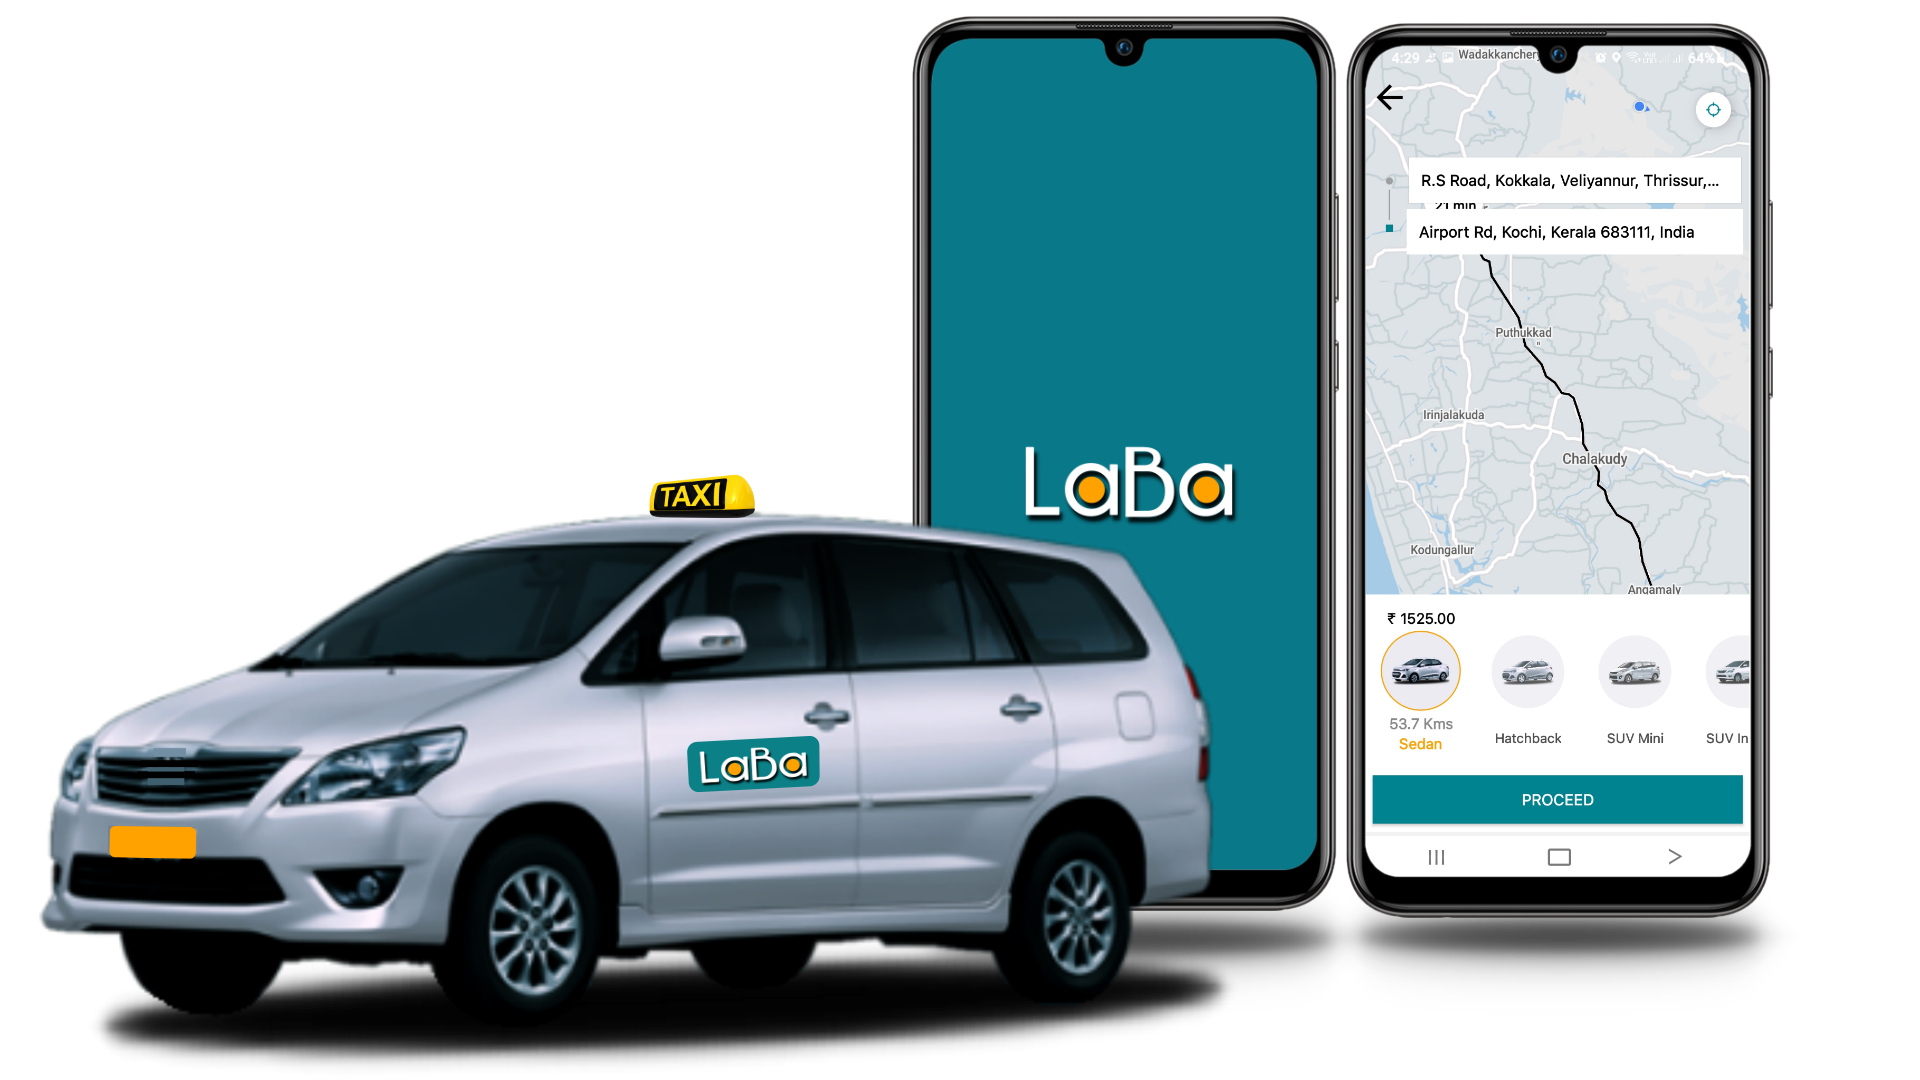 TAXI
LaBa
LaBa
4:29
64%
Wadakkanchery
R.S Road, Kokkala, Veliyannur, Thrissur,...
21 min
Airport Rd, Kochi, Kerala 683111, India
Puthukkad
Irinjalakuda
Chalakudy
Kodungallur
Angamaly
₹ 1525.00
53.7 Kms
Sedan
Hatchback
SUV Mini
SUV In
PROCEED